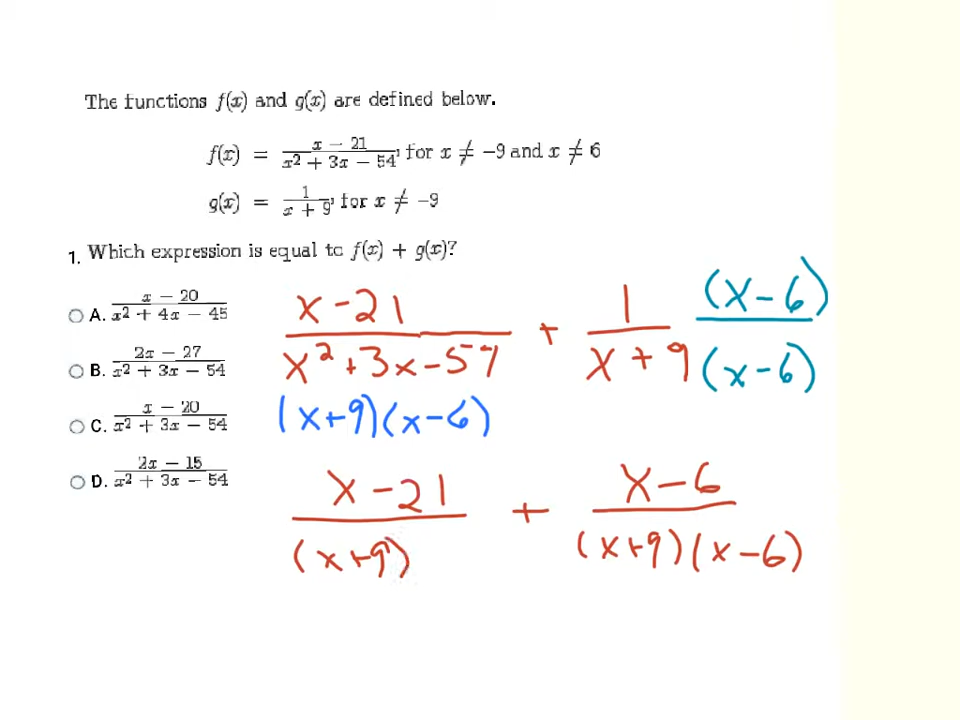 The functions f(x) and g(x) are defined below.
f(x) = x − 21 / x² + 3x − 54, for x ≠ −9 and x ≠ 6
g(x) = 1 / x + 9, for x ≠ −9
1. Which expression is equal to f(x) + g(x)?
A. x − 20 / x² + 4x − 45
B. 2x − 27 / x² + 3x − 54
C. x − 20 / x² + 3x − 54
D. 2x − 15 / x² + 3x − 54
x − 21 / x² + 3x − 57 + 1 / x + 9 (x − 6) / (x − 6)
(x+9)(x−6)
x − 21 / (x+9) + x − 6 / (x+9)(x−6)